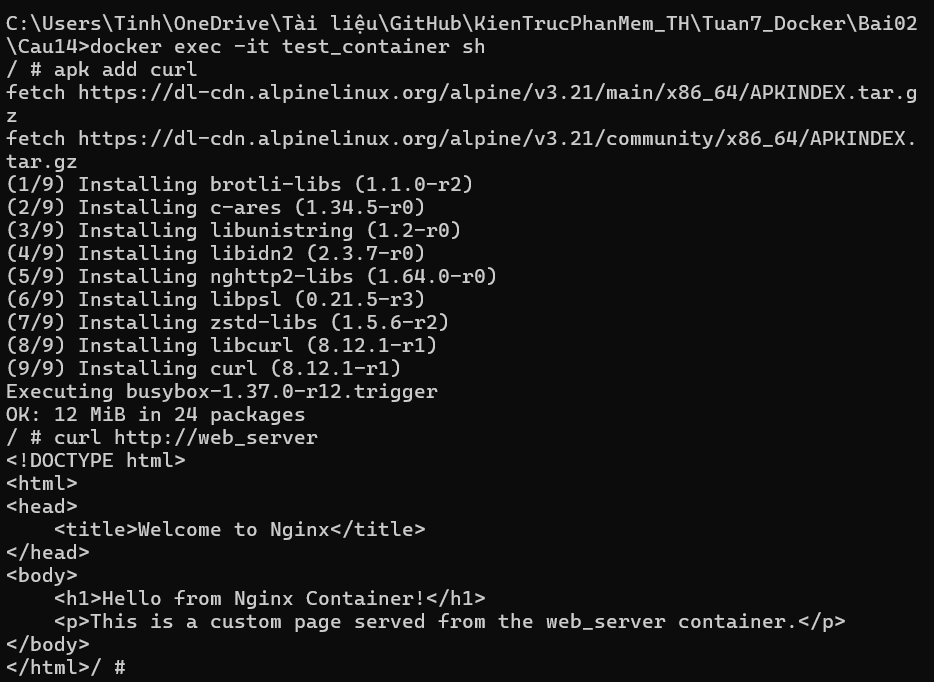 C:\Users\Tinh\OneDrive\Tài liệu\GitHub\KienTrucPhanMem_TH\Tuan7_Docker\Bai02
\Cau14>docker exec -it test_container sh
/ # apk add curl
fetch https://dl-cdn.alpinelinux.org/alpine/v3.21/main/x86_64/APKINDEX.tar.g
z
fetch https://dl-cdn.alpinelinux.org/alpine/v3.21/community/x86_64/APKINDEX.
tar.gz
(1/9) Installing brotli-libs (1.1.0-r2)
(2/9) Installing c-ares (1.34.5-r0)
(3/9) Installing libunistring (1.2-r0)
(4/9) Installing libidn2 (2.3.7-r0)
(5/9) Installing nghttp2-libs (1.64.0-r0)
(6/9) Installing libpsl (0.21.5-r3)
(7/9) Installing zstd-libs (1.5.6-r2)
(8/9) Installing libcurl (8.12.1-r1)
(9/9) Installing curl (8.12.1-r1)
Executing busybox-1.37.0-r12.trigger
OK: 12 MiB in 24 packages
/ # curl http://web_server
<!DOCTYPE html>
<html>
<head>
    <title>Welcome to Nginx</title>
</head>
<body>
    <h1>Hello from Nginx Container!</h1>
    <p>This is a custom page served from the web_server container.</p>
</body>
</html>/ #